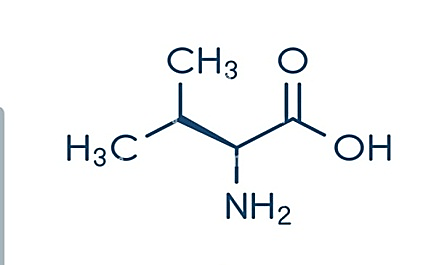 CH₃ O
H₃C OH
NH₂